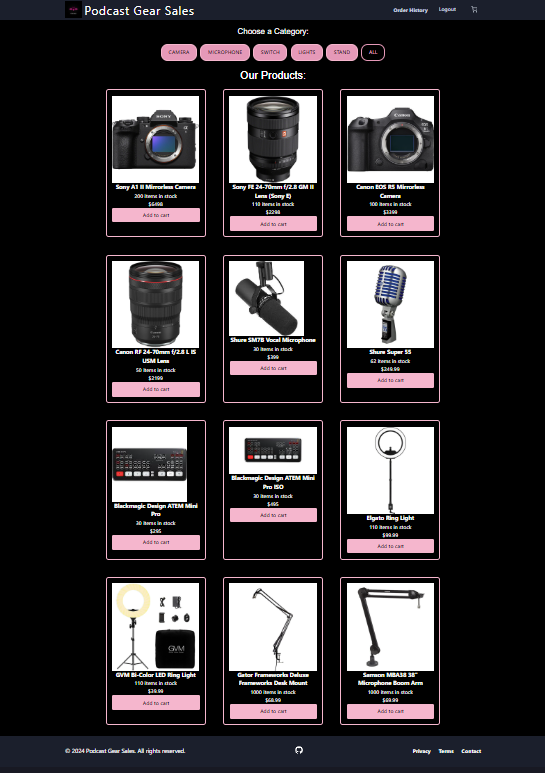 Podcast Gear Sales
Order History
Logout
Choose a Category:
CAMERA
MICROPHONE
SWITCH
LIGHTS
STAND
ALL
Our Products:
SONY
Sony A1 II Mirrorless Camera
200 items in stock
$6498
Add to cart
Sony FE 24-70mm f/2.8 GM II
Lens (Sony E)
110 items in stock
$2298
Add to cart
Canon
EOS
R5
Canon EOS R5 Mirrorless
Camera
100 items in stock
$3399
Add to cart
Canon RF 24-70mm f/2.8 L IS
USM Lens
50 items in stock
$2199
Add to cart
Shure SM7B Vocal Microphone
30 items in stock
$399
Add to cart
Shure Super 55
62 items in stock
$249.99
Add to cart
Blackmagic Design ATEM Mini
Pro
30 items in stock
$295
Add to cart
Blackmagic Design ATEM Mini
Pro ISO
30 items in stock
$495
Add to cart
Elgato Ring Light
110 items in stock
$99.99
Add to cart
GVM
GVM Bi-Color LED Ring Light
110 items in stock
$39.99
Add to cart
Gator Frameworks Deluxe
Frameworks Desk Mount
1000 items in stock
$68.99
Add to cart
Samson MBA38 38"
Microphone Boom Arm
1000 items in stock
$69.99
Add to cart
© 2024 Podcast Gear Sales. All rights reserved.
Privacy
Terms
Contact